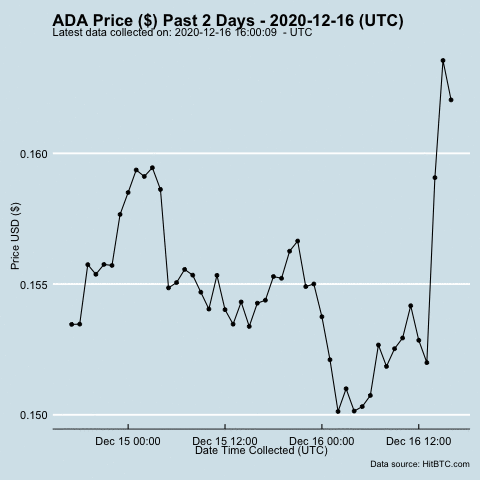 ADA Price ($) Past 2 Days - 2020-12-16 (UTC)
Latest data collected on: 2020-12-16 16:00:09 - UTC
0.160
0.155
0.150
Price USD ($)
Dec 15 00:00 Dec 15 12:00 Dec 16 00:00 Dec 16 12:00
Date Time Collected (UTC)
Data source: HitBTC.com